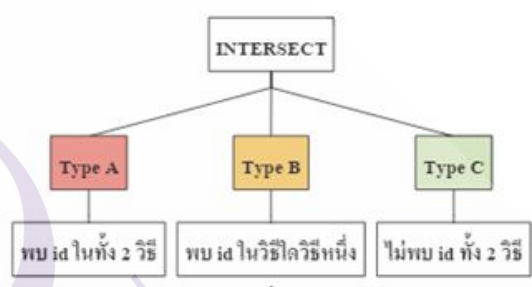 INTERSECT
Type A
Type B
Type C
พบ id ในทั้ง 2 วิธี
พบ id ในวิธีใดวิธีหนึ่ง
ไม่พบ id ทั้ง 2 วิธี